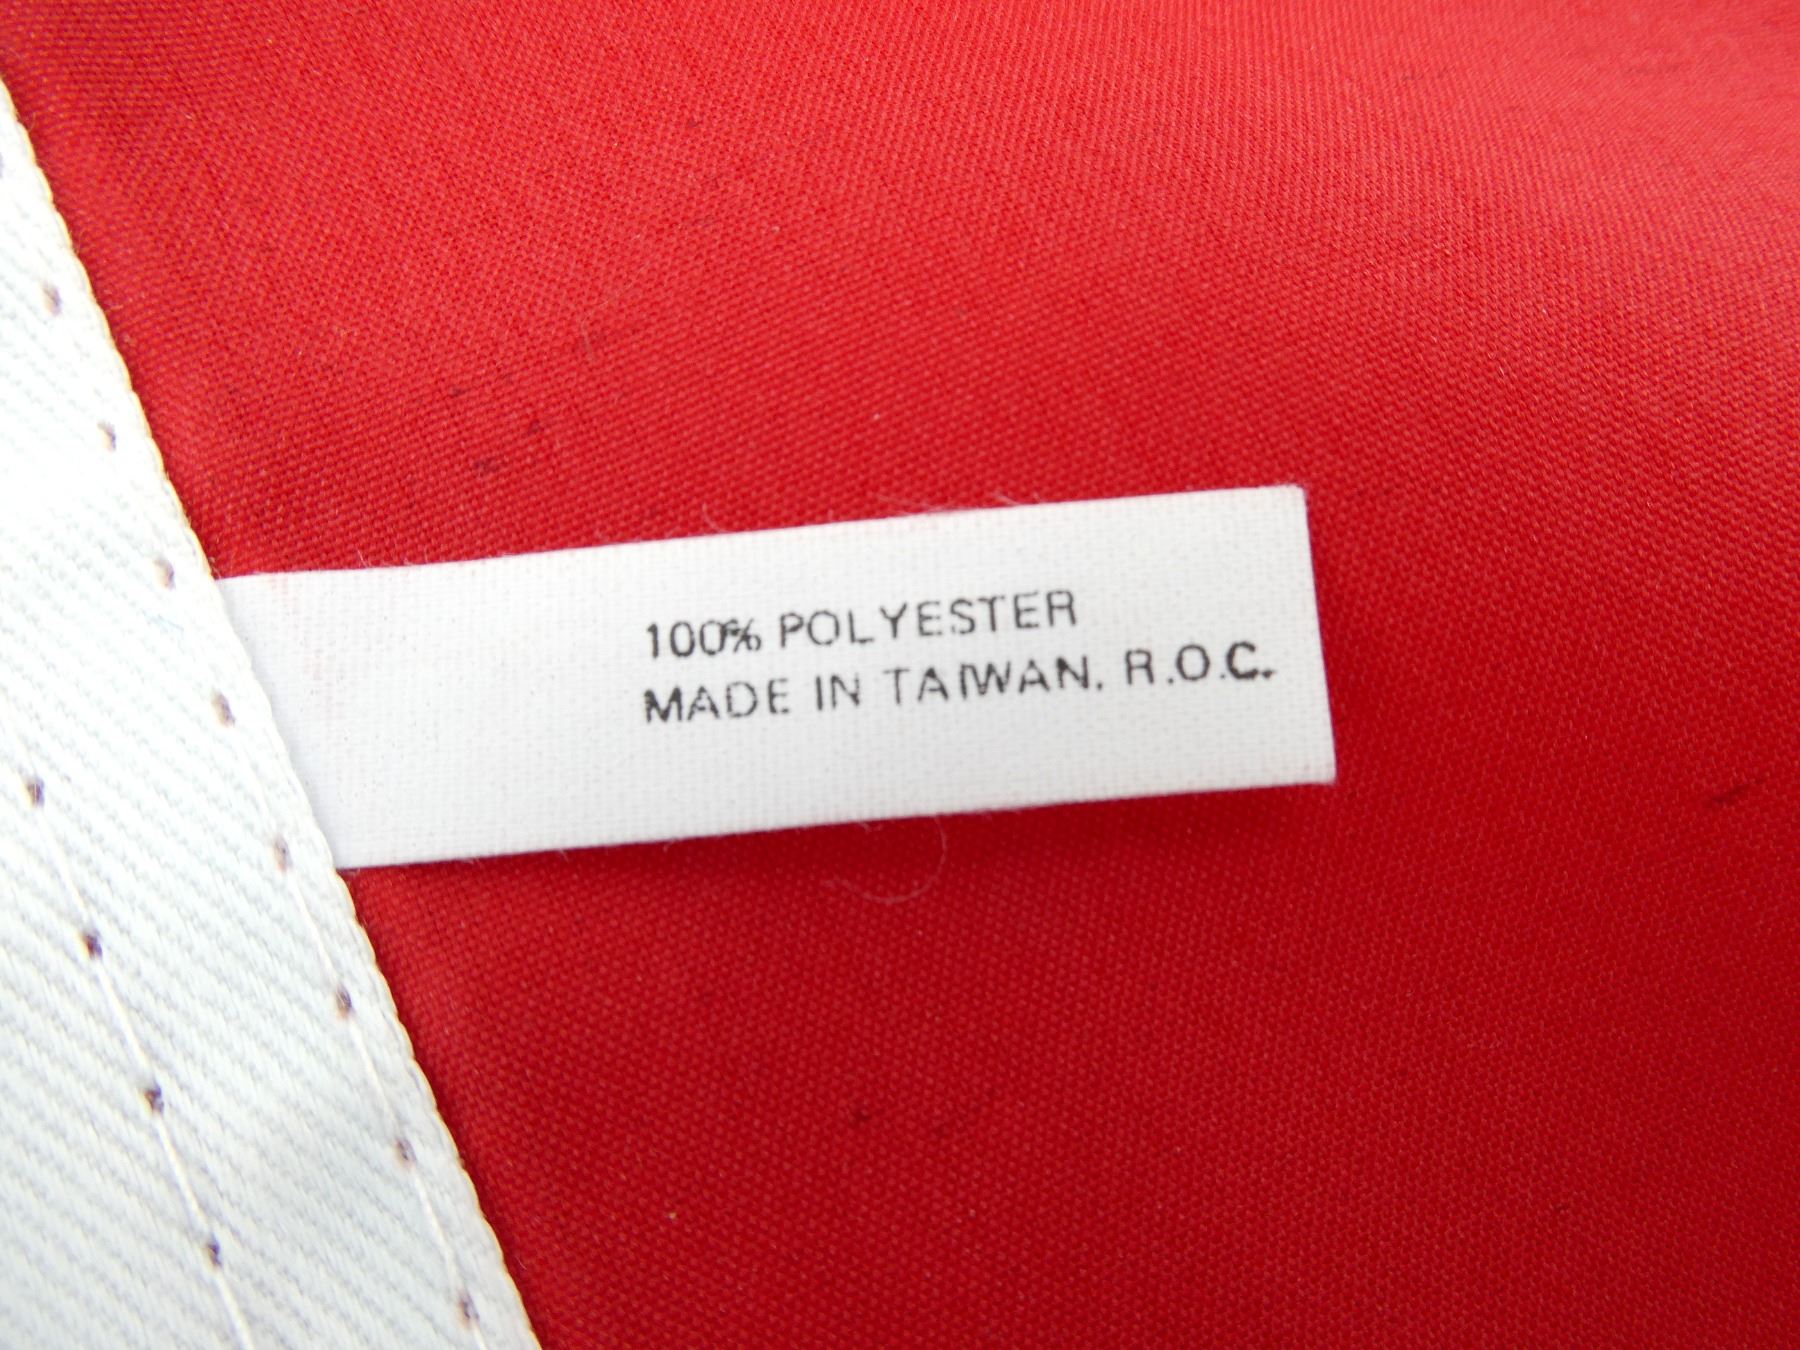 100% POLYESTER
MADE IN TAIWAN. R.O.C.